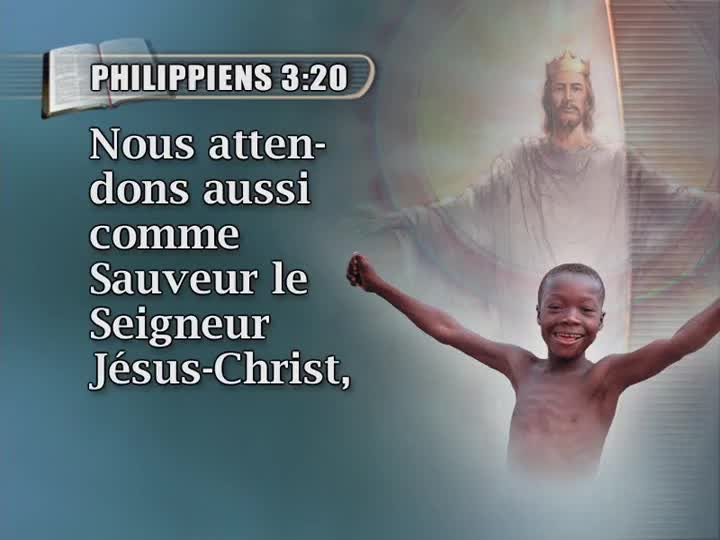 PHILIPPIENS 3:20
Nous atten-
dons aussi
comme
Sauveur le
Seigneur
Jésus-Christ,